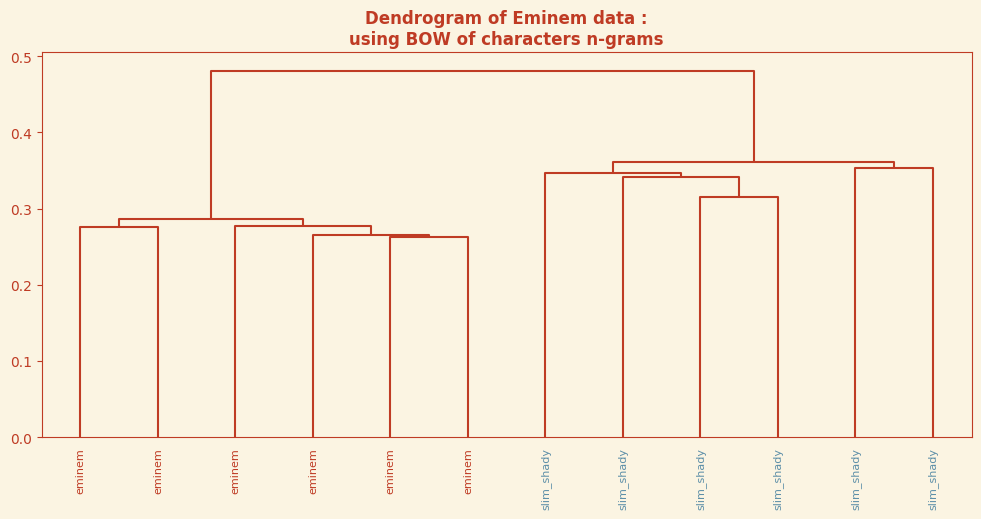 Dendrogram of Eminem data :
using BOW of characters n-grams
0.5
0.4
0.3
0.2
0.1
0.0
eminem
eminem
eminem
eminem
eminem
eminem
slim_shady
slim_shady
slim_shady
slim_shady
slim_shady
slim_shady